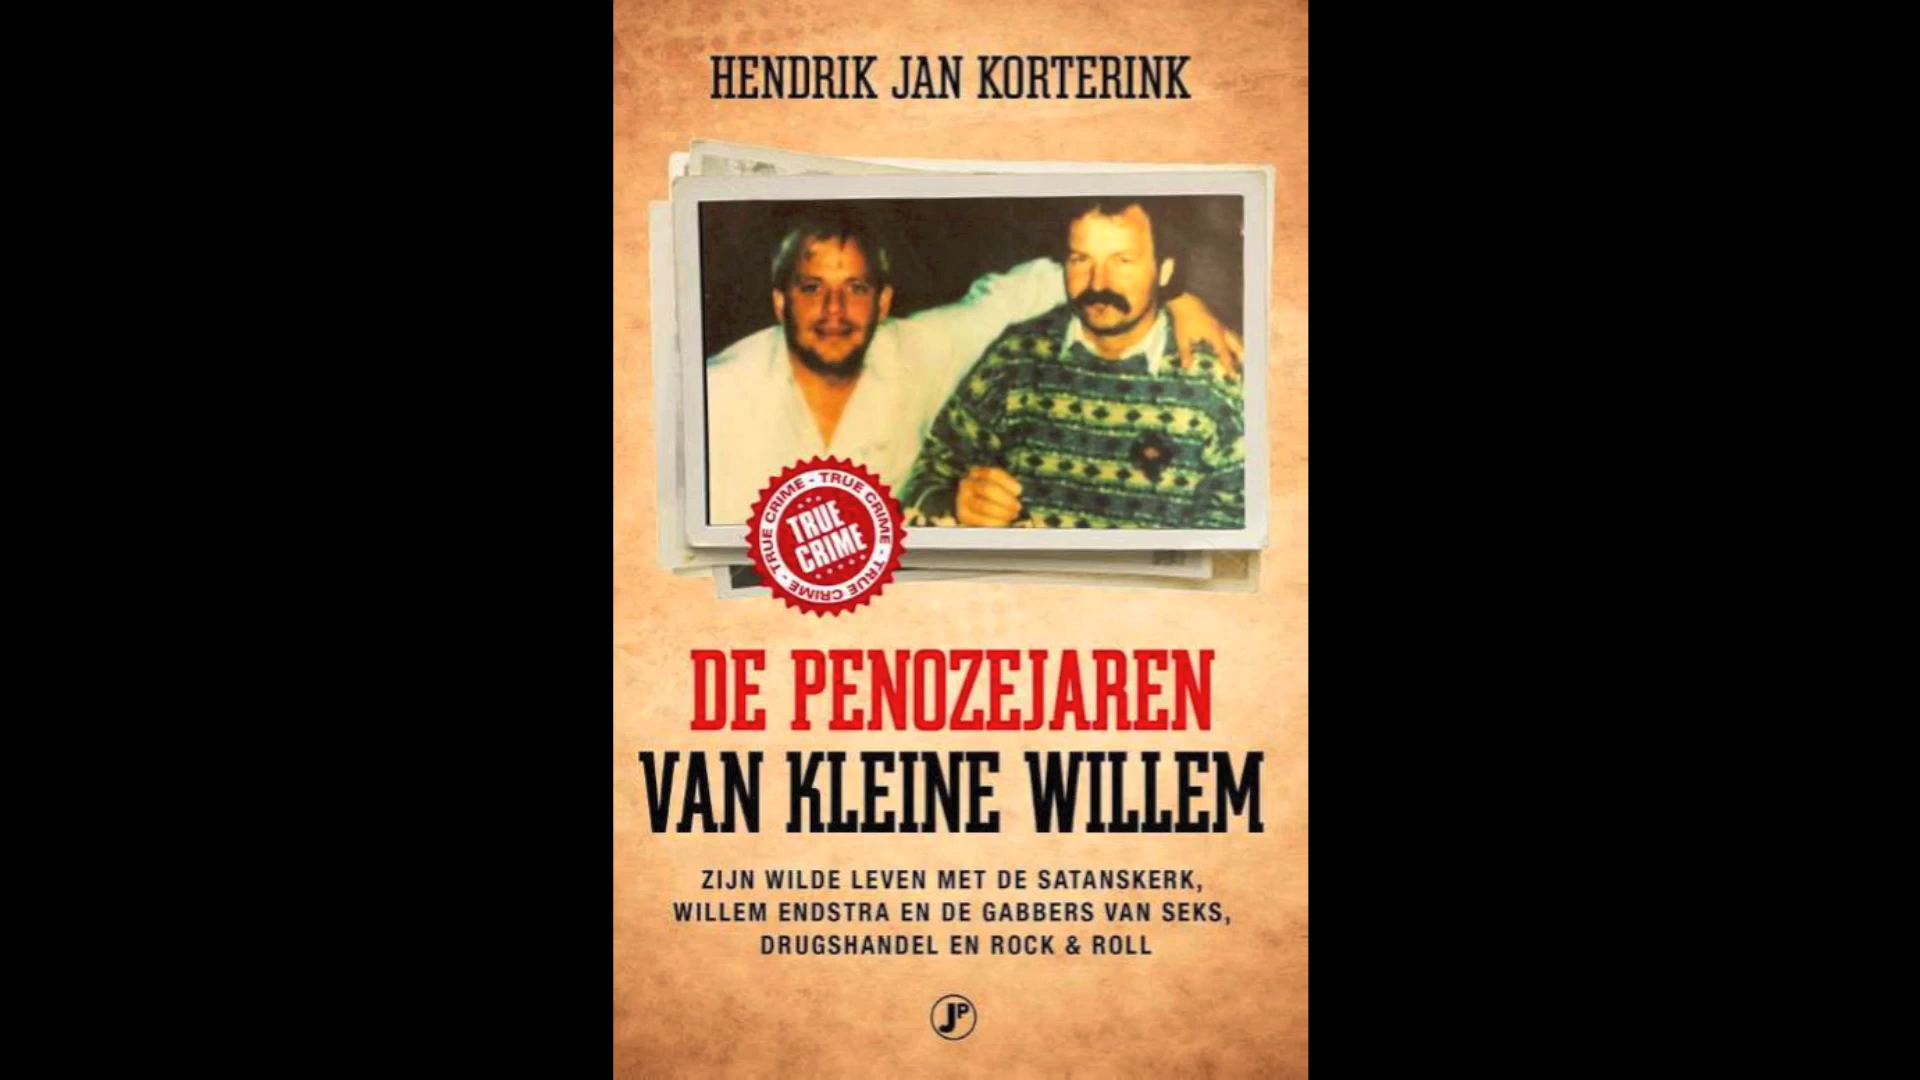 HENDRIK JAN KORTERINK
TRUE CRIME - TRUE CRIME - TRUE CRIME - TRUE CRIME -
TRUE
CRIME
DE PENOZEJAREN
VAN KLEINE WILLEM
ZIJN WILDE LEVEN MET DE SATANSKERK,
WILLEM ENDSTRA EN DE GABBERS VAN SEKS,
DRUGSHANDEL EN ROCK & ROLL
JP